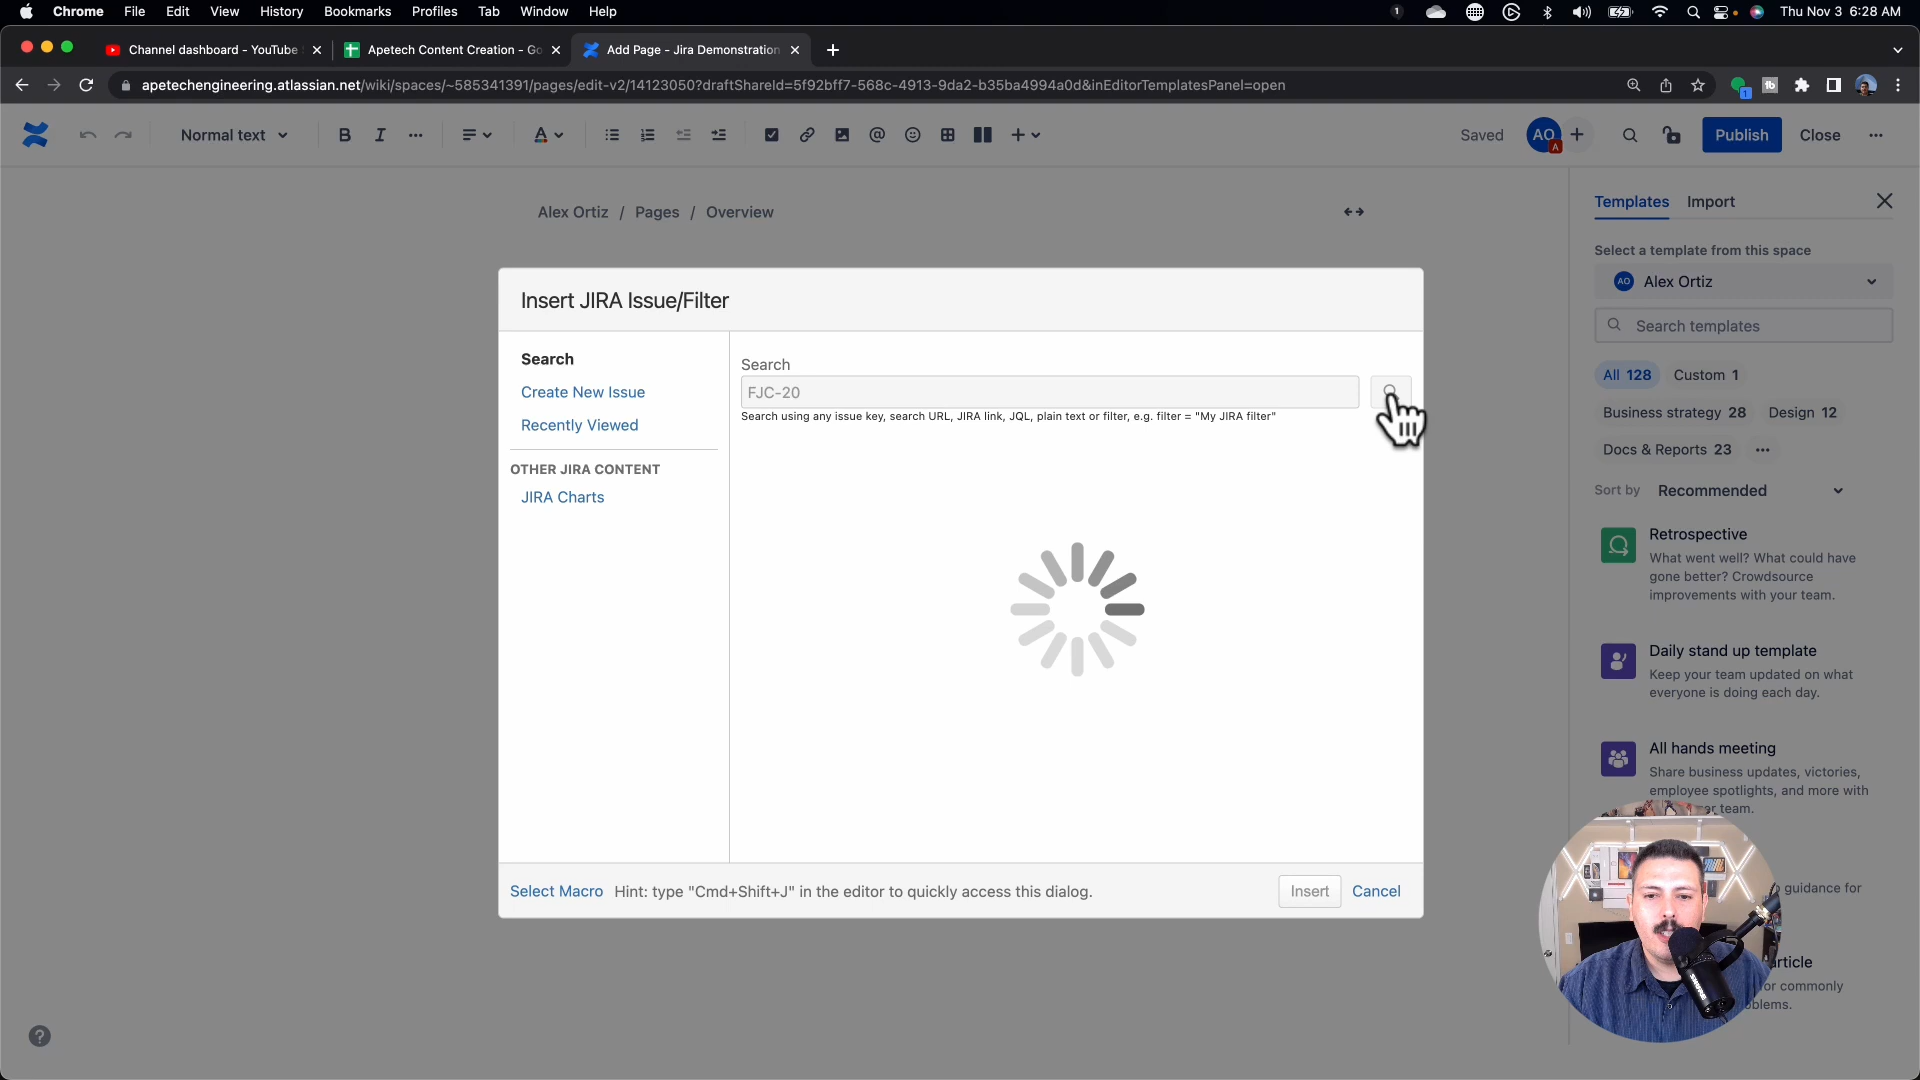 Chrome File Edit View History Bookmarks Profiles Tab Window Help
1
Thu Nov 3 6:28 AM
Channel dashboard - YouTube
Apetech Content Creation - Go
Add Page - Jira Demonstration
apetechengineering.atlassian.net/wiki/spaces/~585341391/pages/edit-v2/14123050?draftShareId=5f92bff7-568c-4913-9da2-b35ba4994a0d&inEditorTemplatesPanel=open
1
Normal text
B I A
Saved
AO
A
Publish
Close
Alex Ortiz / Pages / Overview
Templates Import
Select a template from this space
AO Alex Ortiz
Search templates
All 128 Custom 1
Business strategy 28 Design 12
Docs & Reports 23
Sort by Recommended
Retrospective
What went well? What could have
gone better? Crowdsource
improvements with your team.
Daily stand up template
Keep your team updated on what
everyone is doing each day.
All hands meeting
Share business updates, victories,
employee spotlights, and more with
team.
guidance for
article
or commonly
Insert JIRA Issue/Filter
Search
Create New Issue
Recently Viewed
OTHER JIRA CONTENT
JIRA Charts
Search
FJC-20
Search using any issue key, search URL, JIRA link, JQL, plain text or filter, e.g. filter = "My JIRA filter"
Select Macro Hint: type "Cmd+Shift+J" in the editor to quickly access this dialog.
Insert Cancel
?